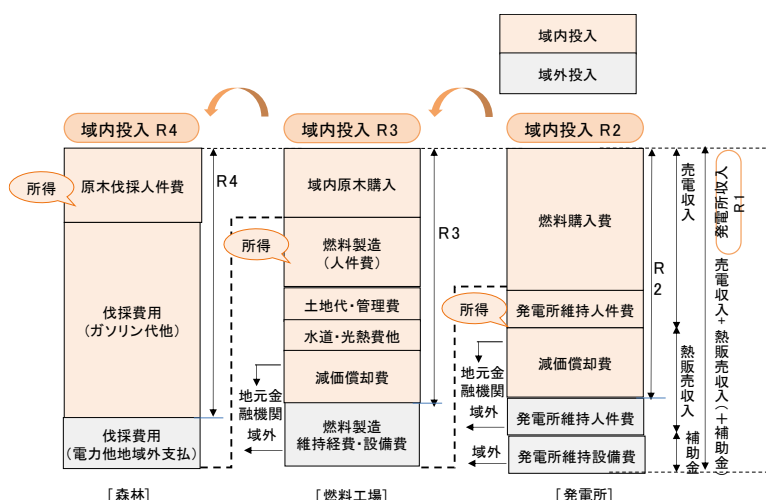 域内投入
域外投入
域内投入 R4
域内投入 R3
域内投入 R2
原木伐採人件費
所得
伐採費用
(ガソリン代他)
伐採費用
(電力他地域外支払)
R4
域内原木購入
燃料製造
(人件費)
所得
土地代・管理費
水道・光熱費他
減価償却費
燃料製造
維持経費・設備費
地元金
融機関
域外
R3
燃料購入費
発電所維持人件費
所得
減価償却費
発電所維持人件費
発電所維持設備費
地元金
融機関
域外
域外
R2
売電収入
熱販売収入
補助金
発電所収入R1
売電収入+熱販売収入(+補助金)
[森林]
[燃料工場]
[発電所]